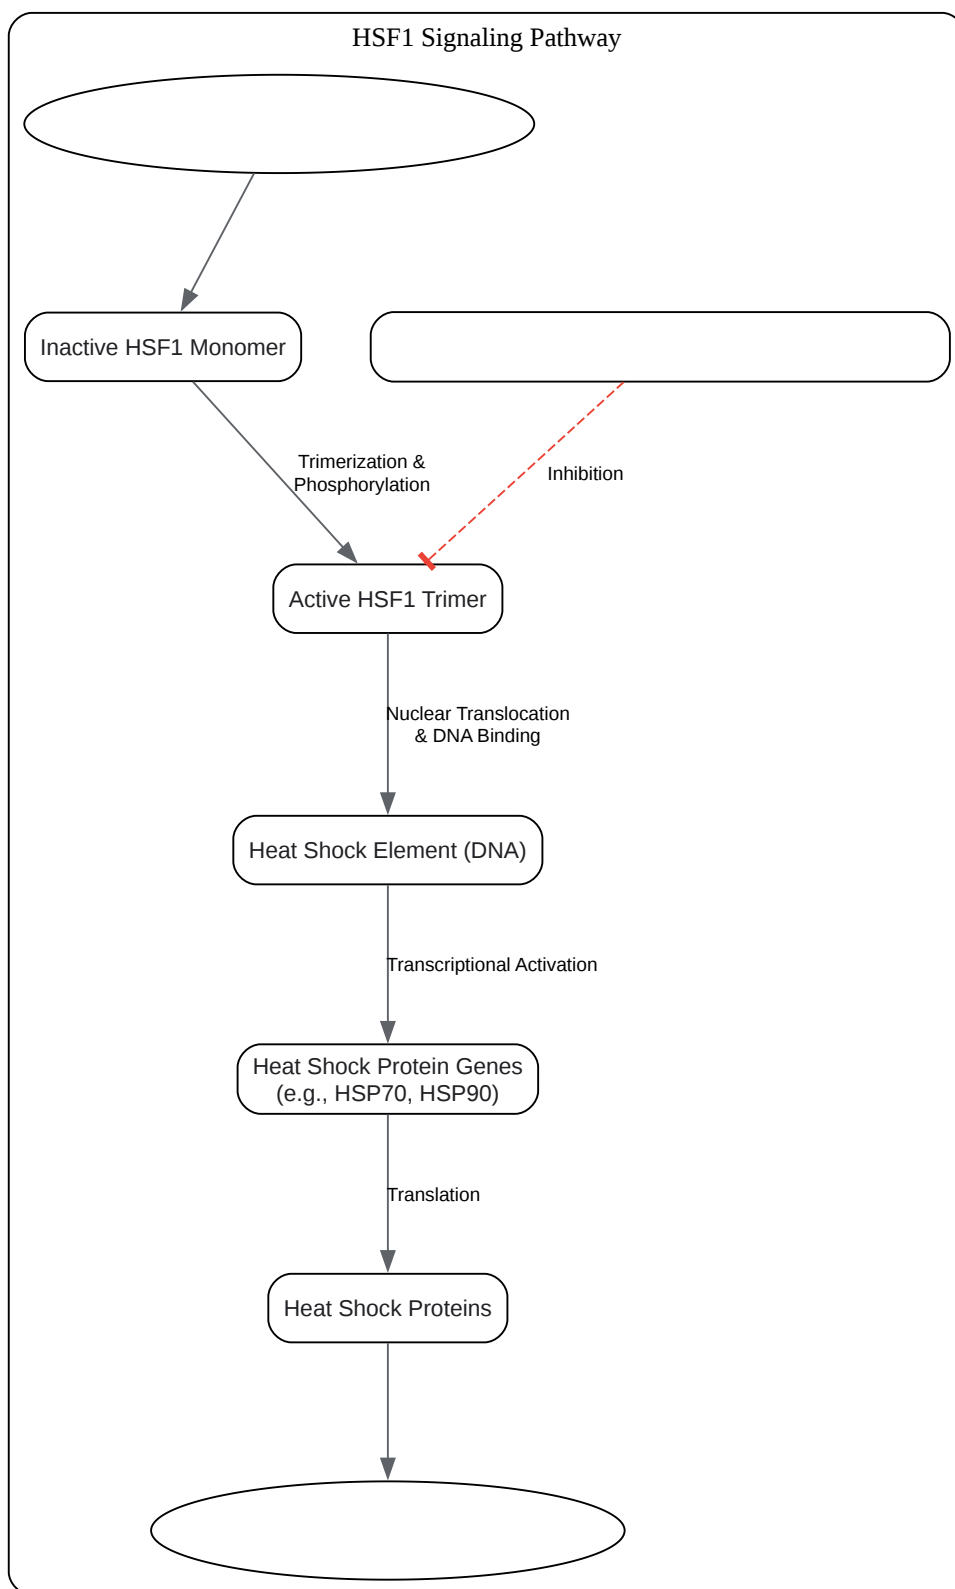 HSF1 Signaling Pathway
Inactive HSF1 Monomer
Trimerization &
Phosphorylation
Inhibition
Active HSF1 Trimer
Nuclear Translocation
& DNA Binding
Heat Shock Element (DNA)
Transcriptional Activation
Heat Shock Protein Genes
(e.g., HSP70, HSP90)
Translation
Heat Shock Proteins